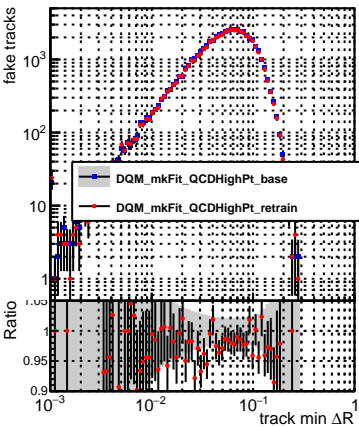 fake tracks
10³
10²
10
1
DQM_mkFit_QCDHighPt_base
DQM_mkFit_QCDHighPt_retrain
Ratio
1.05
1
0.95
0.9
10⁻³ 10⁻² 10⁻¹ 1
track min ΔR